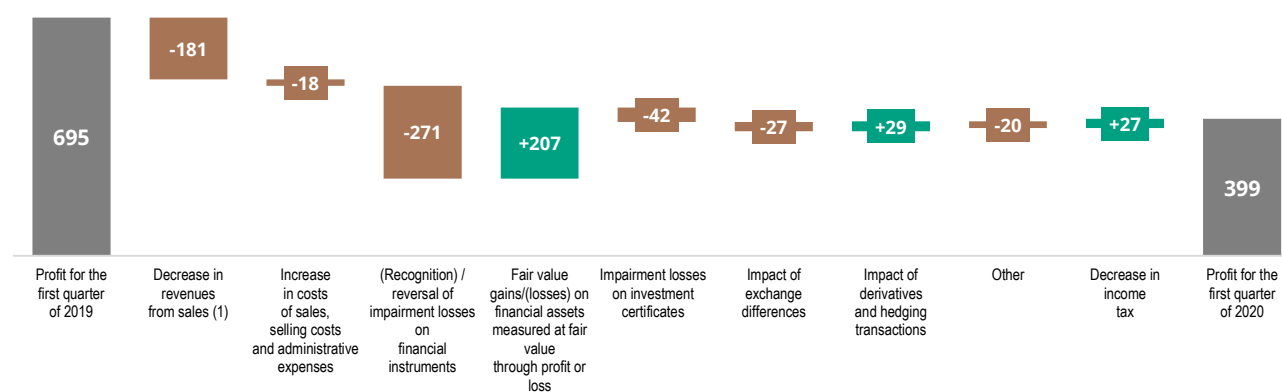 695
-181
-18
-271
+207
-42
-27
+29
-20
+27
399
Profit for the
first quarter
of 2019
Decrease in
revenues
from sales (1)
Increase
in costs
of sales,
selling costs
and administrative
expenses
(Recognition) /
reversal of
impairment losses
on
financial
instruments
Fair value
gains/(losses) on
financial assets
measured at fair
value
through profit or
loss
Impairment losses
on investment
certificates
Impact of
exchange
differences
Impact of
derivatives
and hedging
transactions
Other
Decrease in
income
tax
Profit for the
first quarter
of 2020